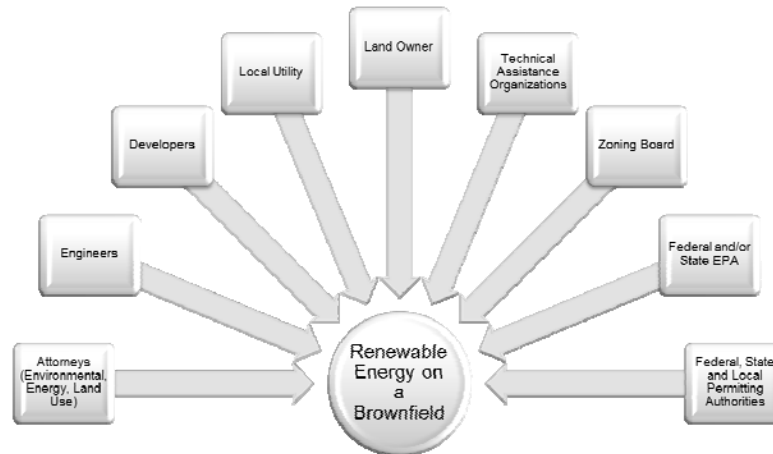 Land Owner
Local Utility
Technical
Assistance
Organizations
Developers
Zoning Board
Engineers
Federal and/or
State EPA
Attorneys
(Environmental,
Energy, Land
Use)
Renewable
Energy on
a
Brownfield
Federal, State
and Local
Permitting
Authorities